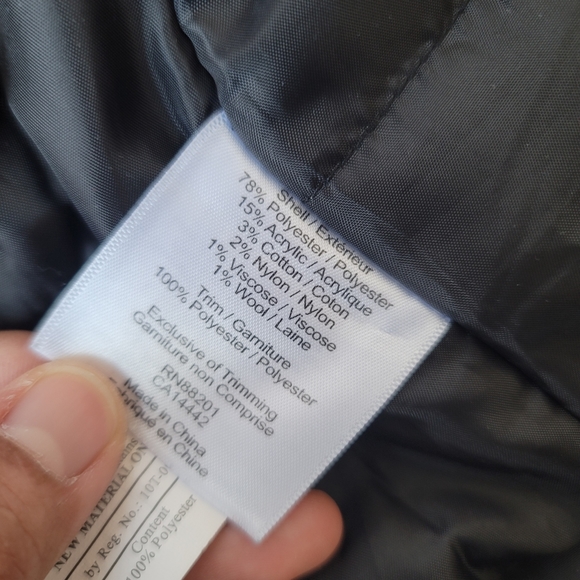 Shell / Extérieur
78% Polyester / Polyester
15% Acrylic / Acrylique
3% Cotton / Coton
2% Nylon / Nylon
1% Viscose / Viscose
1% Wool / Laine
Trim / Garniture
100% Polyester / Polyester
Exclusive of Trimming
Garniture non Comprise
RN88201
CA14442
Made in China
Fabriqué en Chine
NEW MATERIAL ON
by Reg. No.: 10T-0
Content
100% Polyester